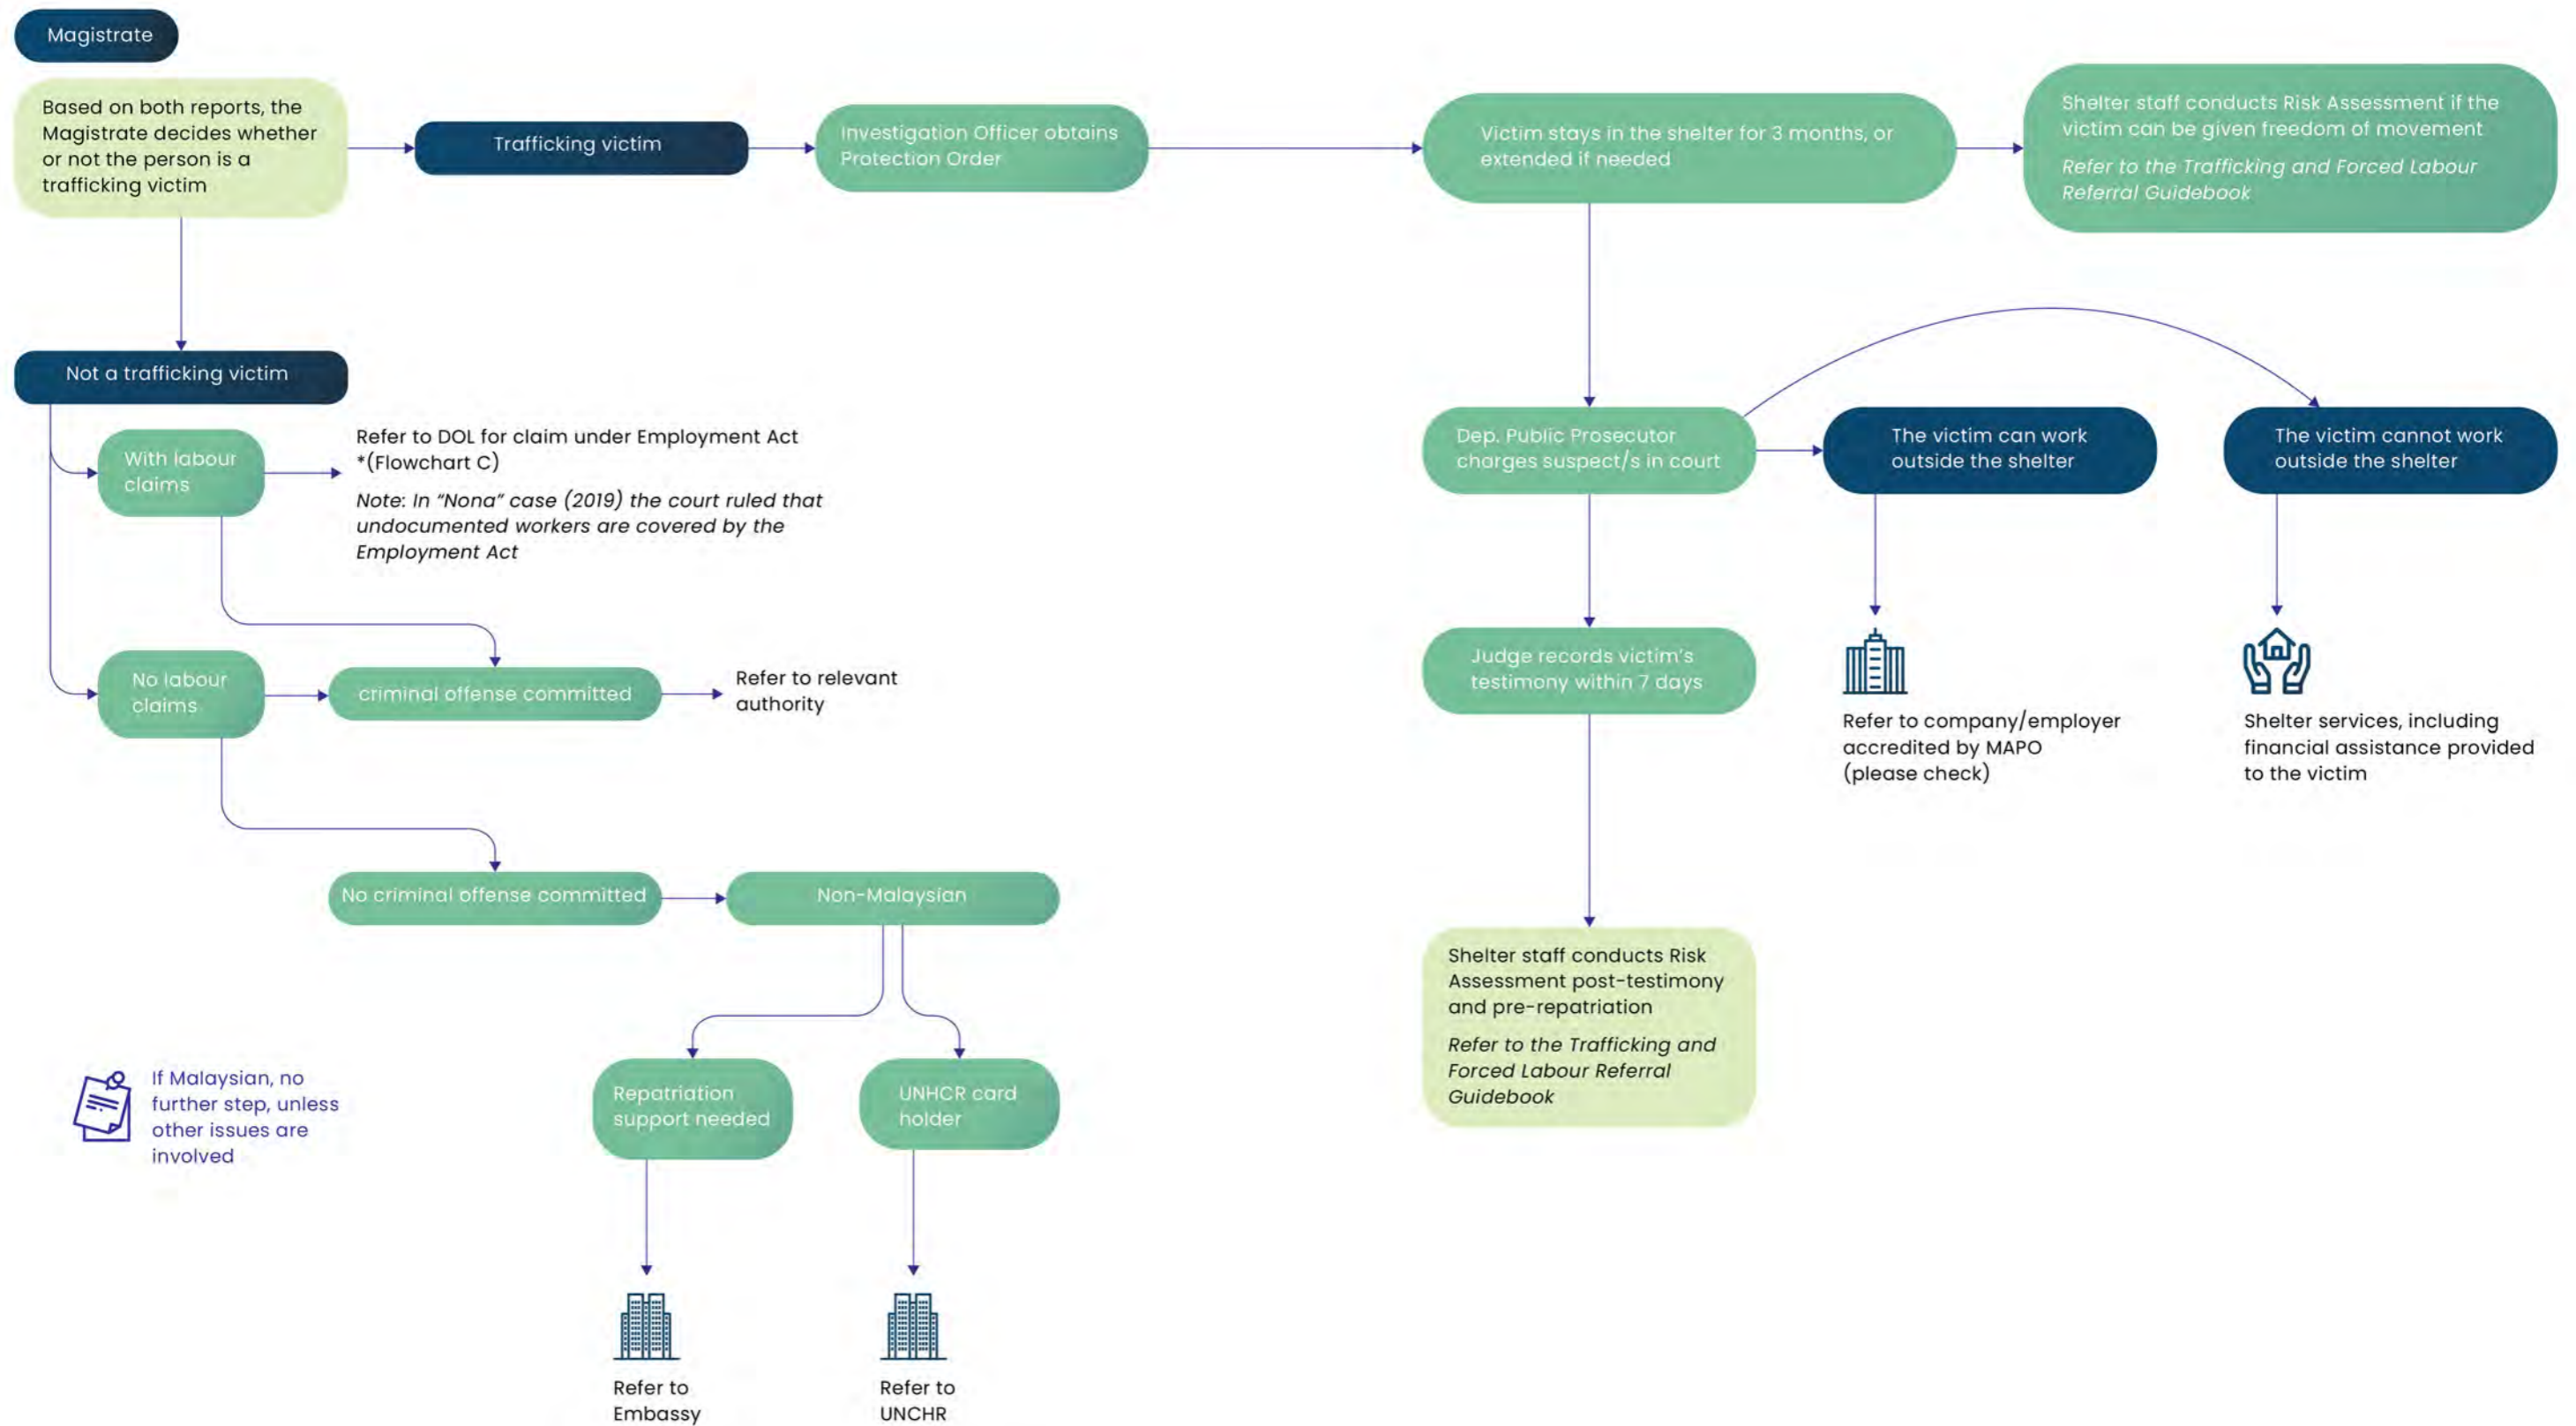 Magistrate
Based on both reports, the
Magistrate decides whether
or not the person is a
trafficking victim
Trafficking victim
Investigation Officer obtains
Protection Order
Victim stays in the shelter for 3 months, or
extended if needed
Shelter staff conducts Risk Assessment if the
victim can be given freedom of movement
Refer to the Trafficking and Forced Labour
Referral Guidebook
Not a trafficking victim
With labour
claims
Refer to DOL for claim under Employment Act
*(Flowchart C)
Note: In “Nona” case (2019) the court ruled that
undocumented workers are covered by the
Employment Act
Dep. Public Prosecutor
charges suspect/s in court
The victim can work
outside the shelter
The victim cannot work
outside the shelter
No labour
claims
criminal offense committed
Refer to relevant
authority
Judge records victim’s
testimony within 7 days
Refer to company/employer
accredited by MAPO
(please check)
Shelter services, including
financial assistance provided
to the victim
No criminal offense committed
Non-Malaysian
Shelter staff conducts Risk
Assessment post-testimony
and pre-repatriation
Refer to the Trafficking and
Forced Labour Referral
Guidebook
If Malaysian, no
further step, unless
other issues are
involved
Repatriation
support needed
UNHCR card
holder
Refer to
Embassy
Refer to
UNCHR